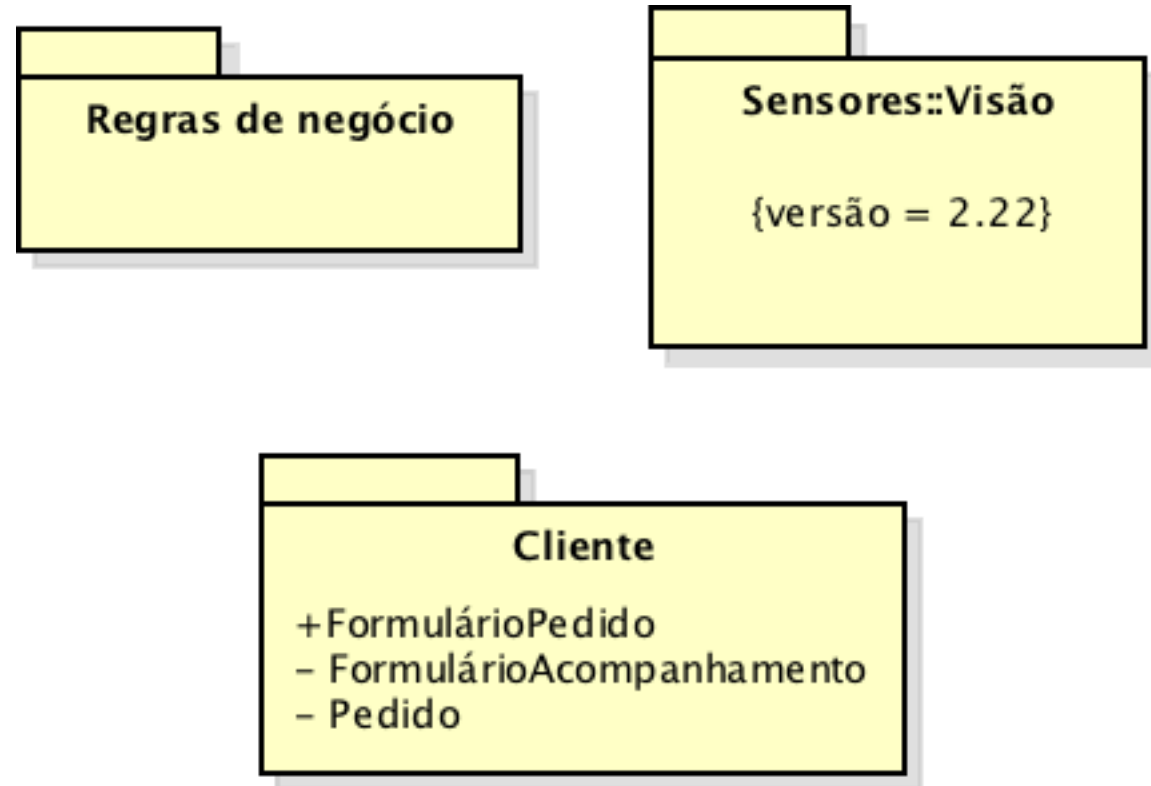 Regras de negócio
Sensores::Visão
{versão = 2.22}
Cliente
+FormulárioPedido
– FormulárioAcompanhamento
– Pedido